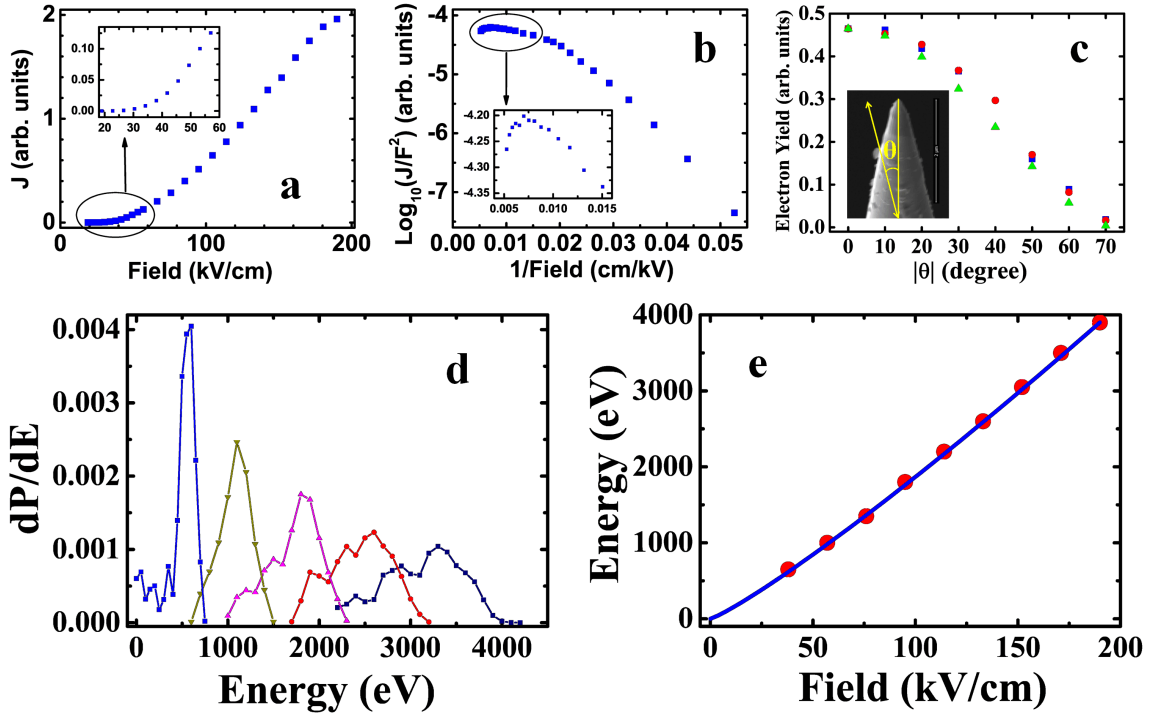 J (arb. units)
2
1
0
0.10
0.05
0.00
20 30 40 50 60
a
0 100 200
Field (kV/cm)
Log10(J/F2) (arb. units)
-4
-5
-6
-7
b
-4.20
-4.25
-4.30
-4.35
0.005 0.010 0.015
0.00 0.01 0.02 0.03 0.04 0.05
1/Field (cm/kV)
Electron Yield (arb. units)
0.5
0.4
0.3
0.2
0.1
0.0
c
θ
0 10 20 30 40 50 60 70
|θ| (degree)
dP/dE
0.004
0.003
0.002
0.001
0.000
d
0 1000 2000 3000 4000
Energy (eV)
Energy (eV)
4000
3000
2000
1000
0
e
0 50 100 150 200
Field (kV/cm)